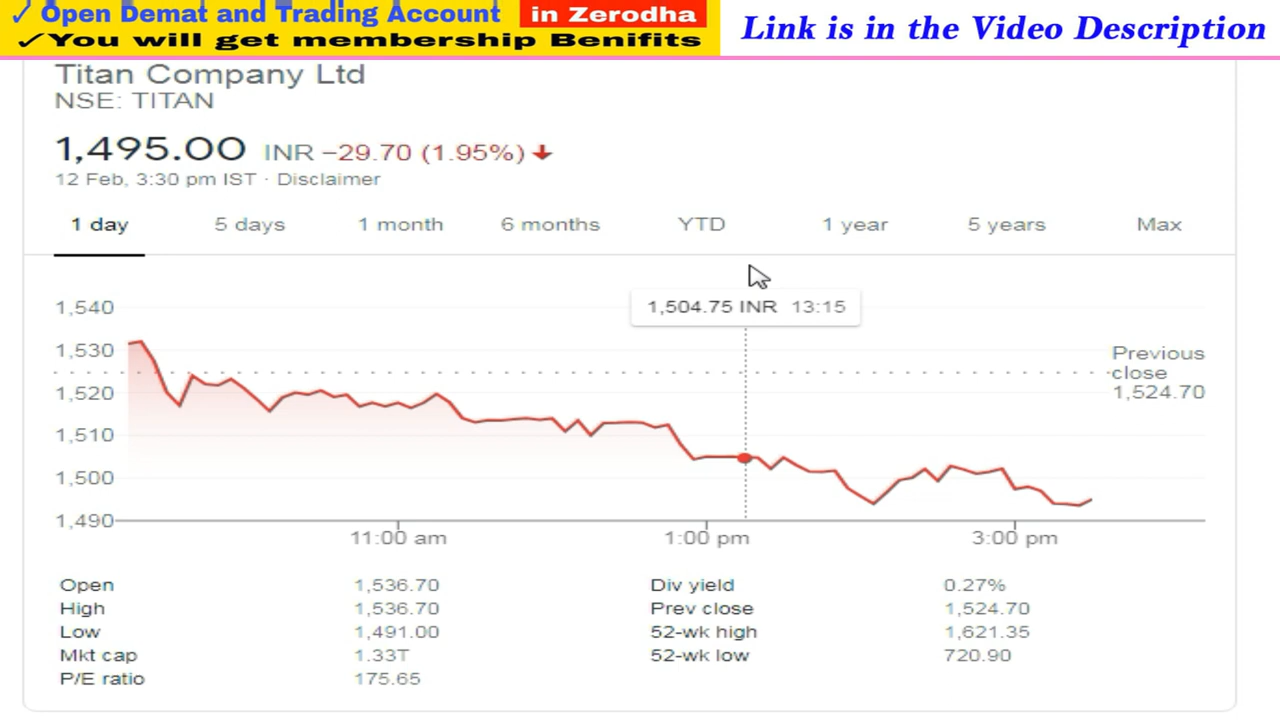 ✓ Open Demat and Trading Account in Zerodha
✓You will get membership Benifits
Link is in the Video Description
Titan Company Ltd
NSE: TITAN
1,495.00 INR −29.70 (1.95%) ↓
12 Feb, 3:30 pm IST · Disclaimer
1 day 5 days 1 month 6 months YTD 1 year 5 years Max
1,504.75 INR 13:15
1,540
1,530
1,520
1,510
1,500
1,490
Previous
close
1,524.70
11:00 am 1:00 pm 3:00 pm
Open 1,536.70 Div yield 0.27%
High 1,536.70 Prev close 1,524.70
Low 1,491.00 52-wk high 1,621.35
Mkt cap 1.33T 52-wk low 720.90
P/E ratio 175.65